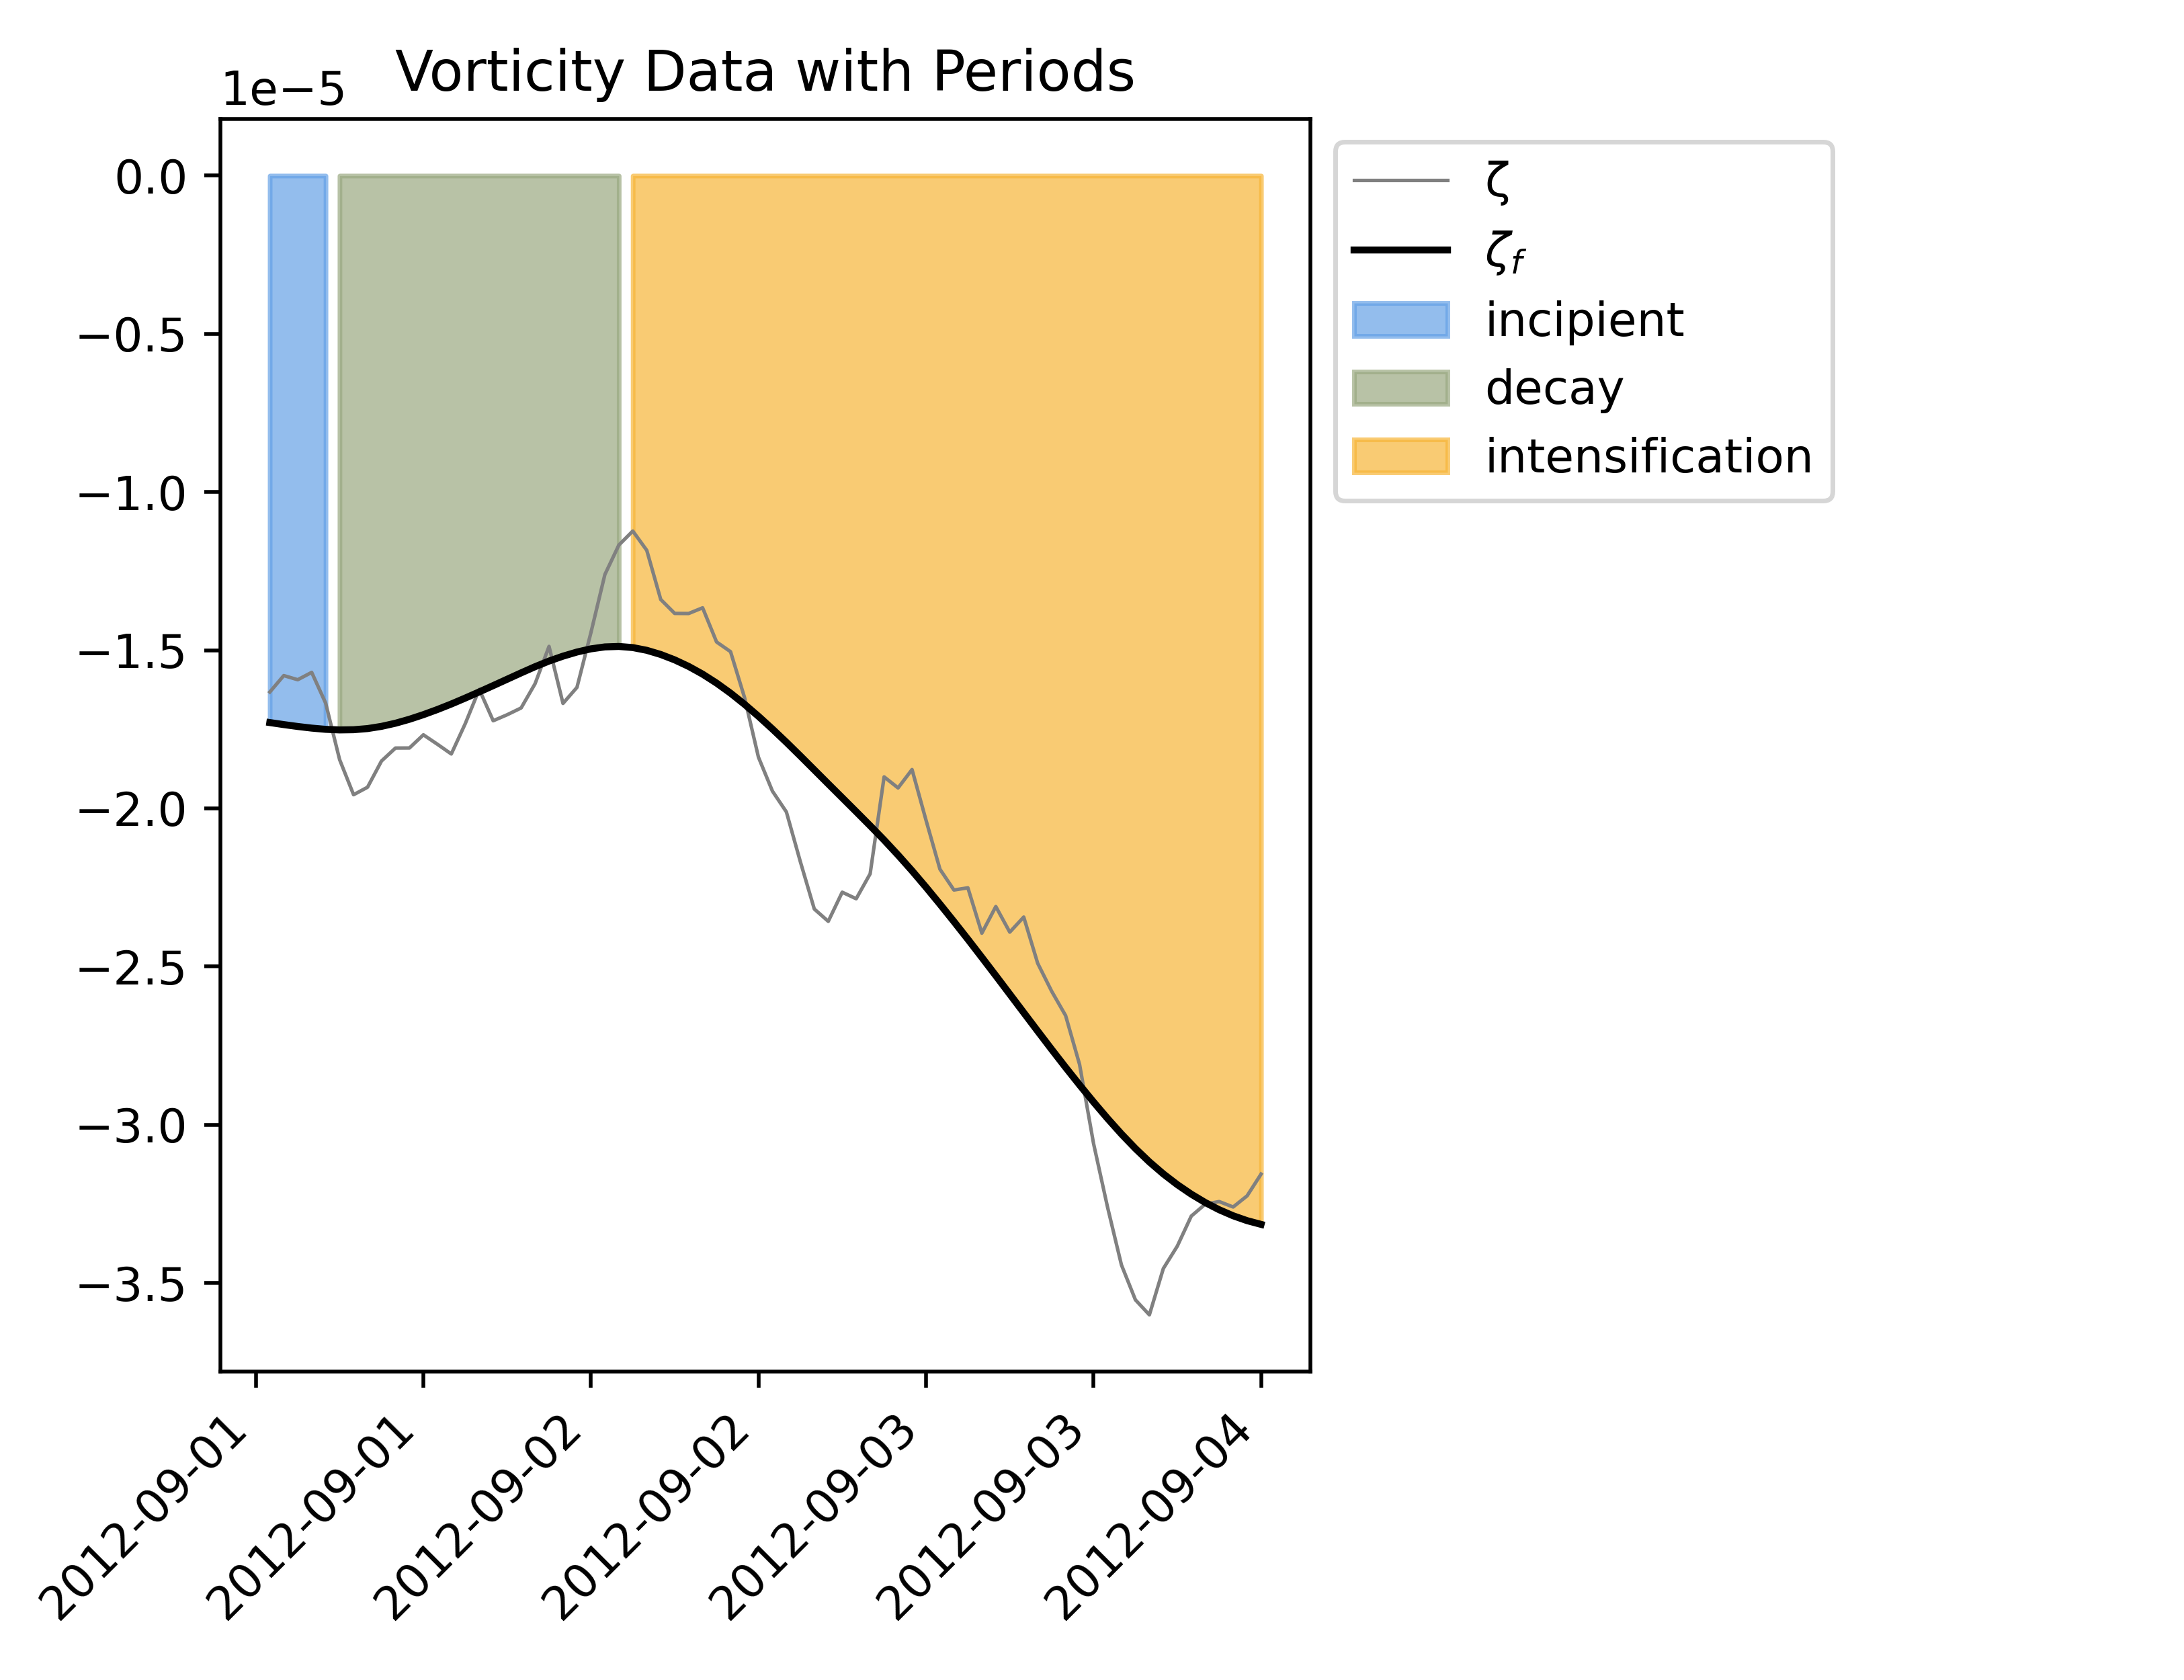 Vorticity Data with Periods
1e−5
0.0
−0.5
−1.0
−1.5
−2.0
−2.5
−3.0
−3.5
2012-09-01
2012-09-01
2012-09-02
2012-09-02
2012-09-03
2012-09-03
2012-09-04
ζ
ζf
incipient
decay
intensification